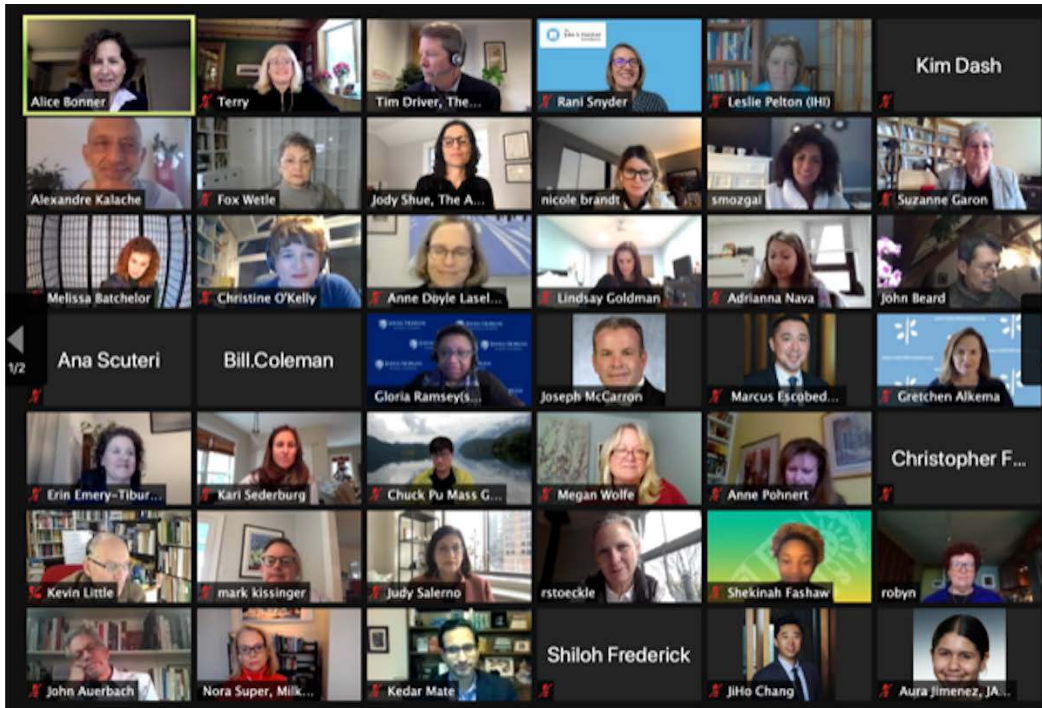 Alice Bonner
Terry
Tim Driver, The...
Rani Snyder
Leslie Pelton (IHI)
Kim Dash
Alexandre Kalache
Fox Wetle
Jody Shue, The A...
nicole brandt
smozgai
Suzanne Garon
Melissa Batchelor
Christine O'Kelly
Anne Doyle Lasel...
Lindsay Goldman
Adrianna Nava
John Beard
1/2
Ana Scuteri
Bill.Coleman
Gloria Ramsey(s...
Joseph McCarron
Marcus Escobed...
Gretchen Alkema
Erin Emery-Tibur...
Kari Sederburg
Chuck Pu Mass G...
Megan Wolfe
Anne Pohnert
Christopher F...
Kevin Little
mark kissinger
Judy Salerno
rstoeckle
Shekinah Fashaw
robyn
John Auerbach
Nora Super, Milk...
Kedar Mate
Shiloh Frederick
JiHo Chang
Aura Jimenez, JA...